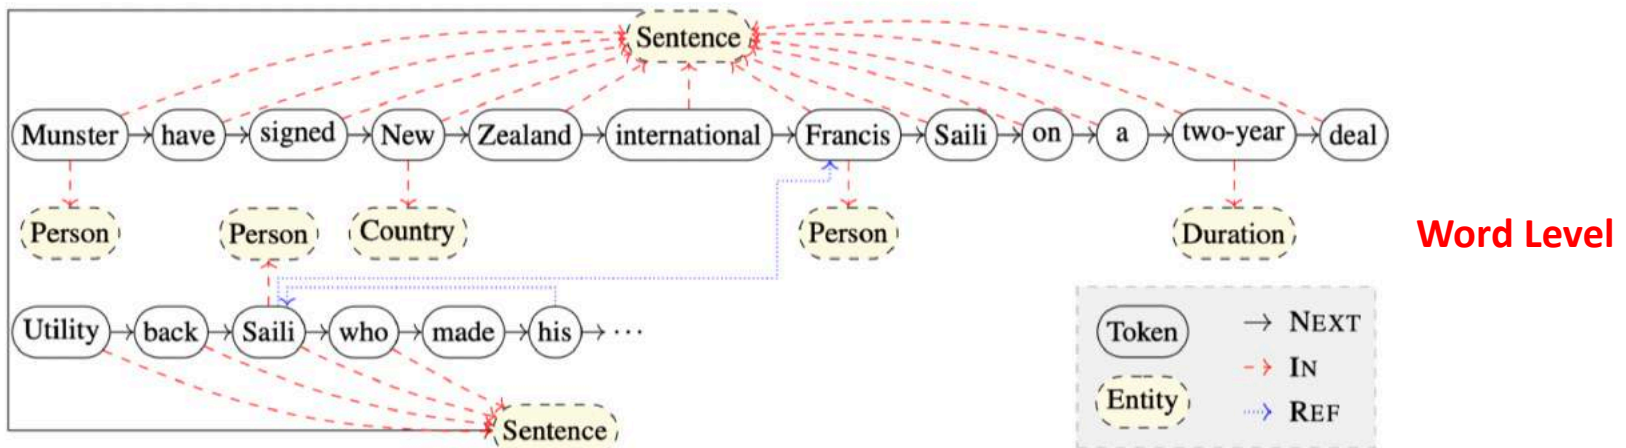 Sentence
Munster have signed New Zealand international Francis Saili on a two-year deal
Person Person Country Person Duration
Word Level
Utility back Saili who made his ...
Sentence
Token NEXT
IN
Entity REF